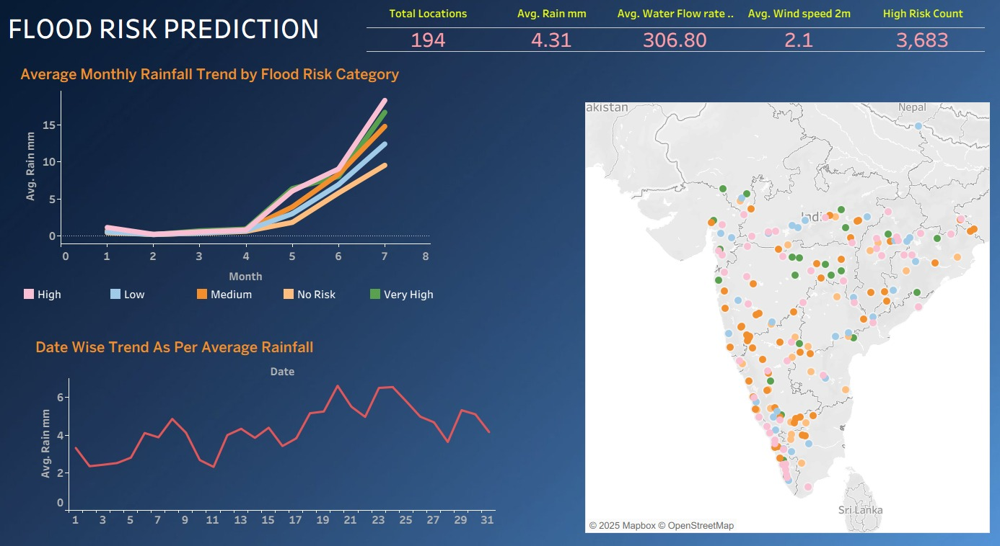 FLOOD RISK PREDICTION
Total Locations Avg. Rain mm Avg. Water Flow rate .. Avg. Wind speed 2m High Risk Count
194 4.31 306.80 2.1 3,683
Average Monthly Rainfall Trend by Flood Risk Category
Avg. Rain mm
15
10
5
0
0 1 2 3 4 5 6 7 8
Month
High Low Medium No Risk Very High
Date Wise Trend As Per Average Rainfall
Date
Avg. Rain mm
6
4
2
0
1 3 5 7 9 11 13 15 17 19 21 23 25 27 29 31
akistan
Nepal
Indi
Sri Lanka
© 2025 Mapbox © OpenStreetMap